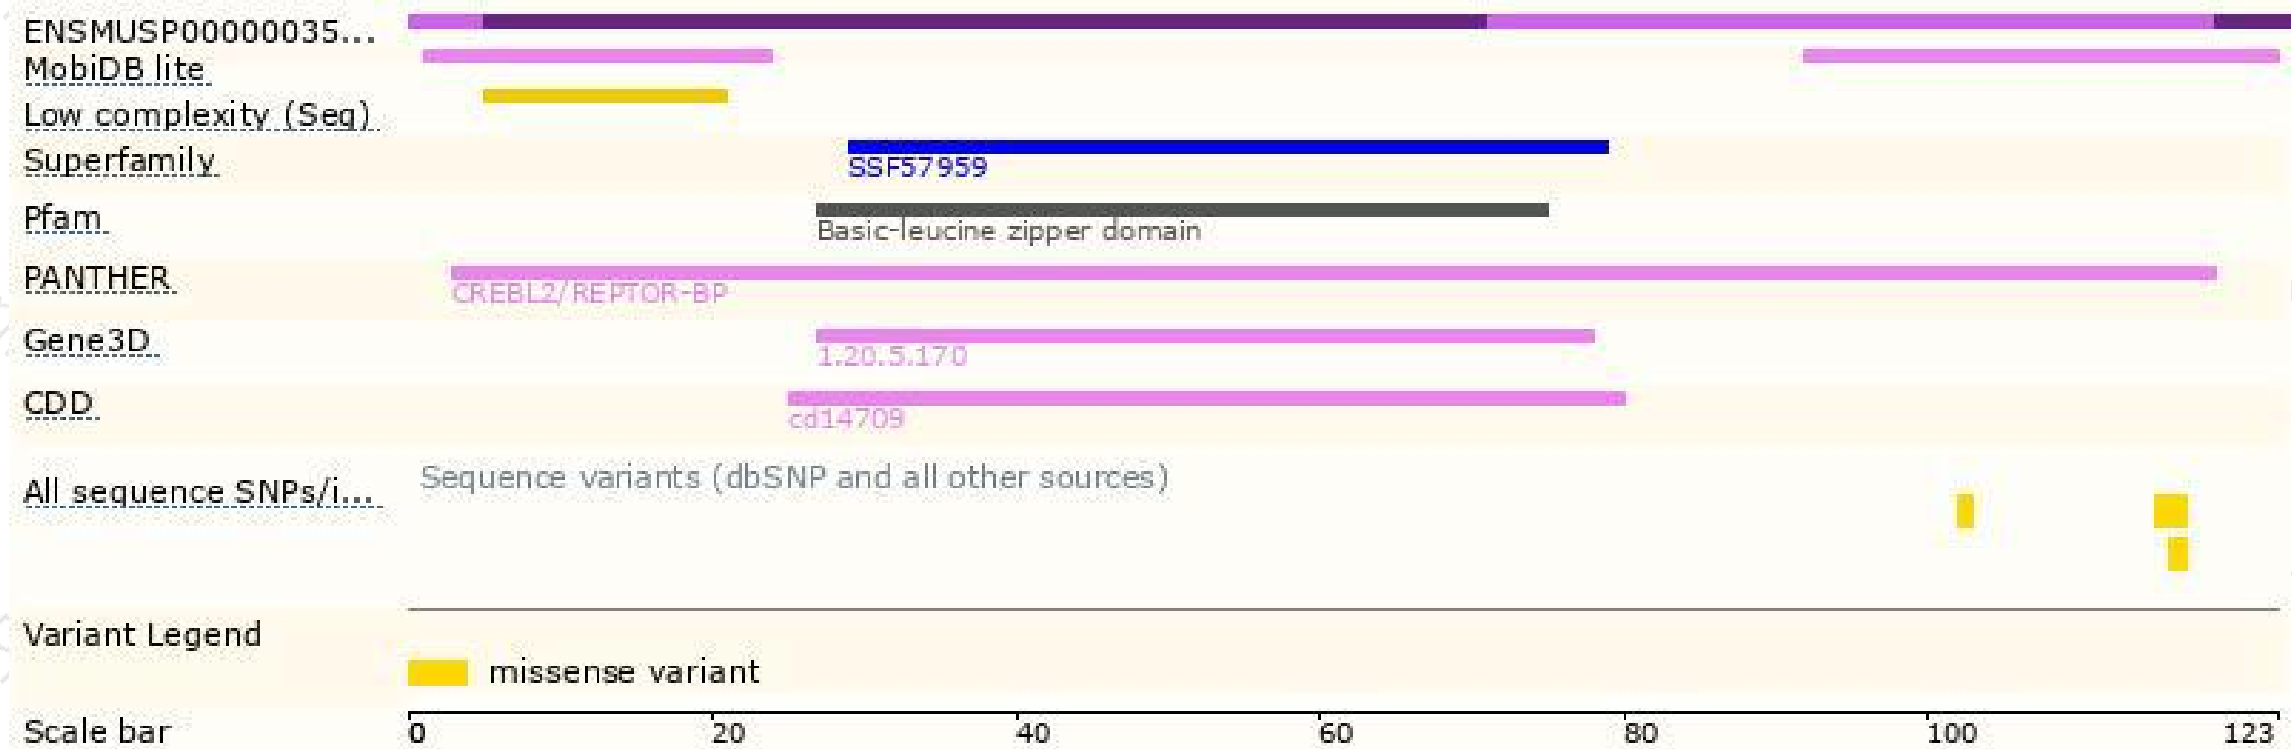 ENSMUSP00000035...
MobiDB lite
Low complexity (Seg)
Superfamily
SSF57959
Pfam
Basic-leucine zipper domain
PANTHER
CREBL2/REPTOR-BP
Gene3D
1.20.5.170
CDD
cd14709
Sequence variants (dbSNP and all other sources)
All sequence SNPs/i...
Variant Legend
missense variant
Scale bar 0 20 40 60 80 100 123